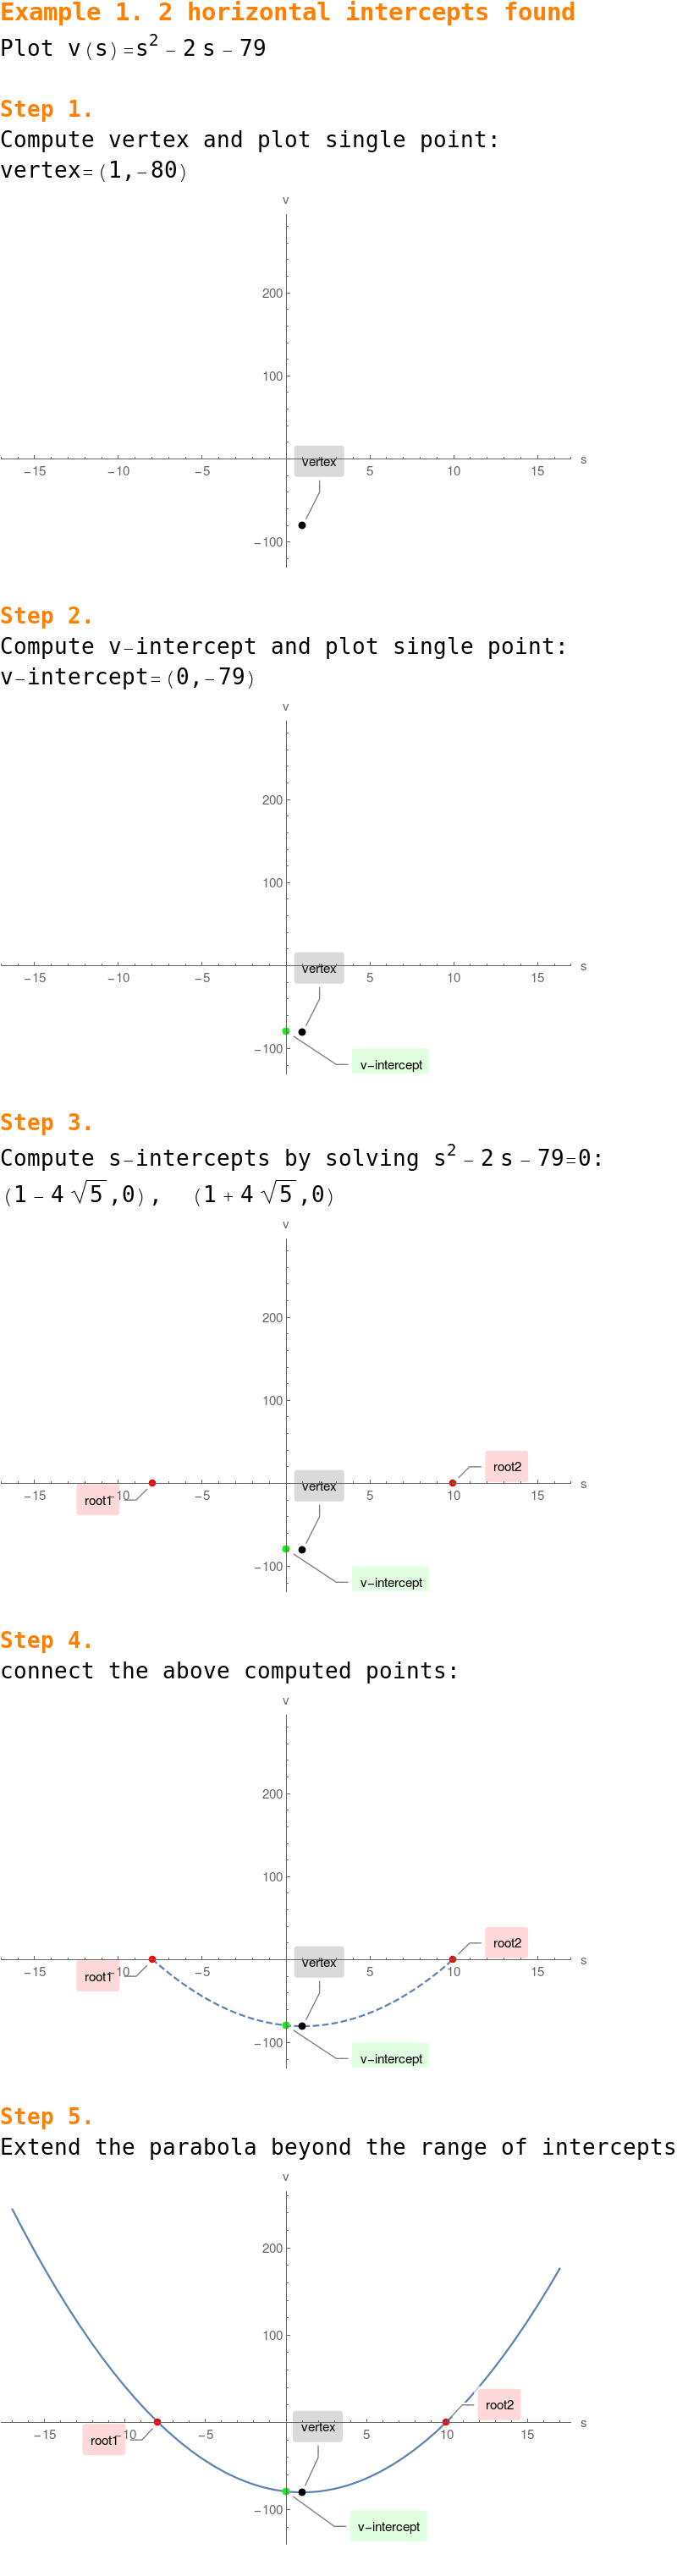 Example 1. 2 horizontal intercepts found
Plot v(s)=s² – 2 s – 79
Step 1.
Compute vertex and plot single point:
vertex=(1,–80)
v
200
100
vertex
s
−15 −10 −5 5 10 15
−100
Step 2.
Compute v–intercept and plot single point:
v–intercept=(0,–79)
v
200
100
vertex
s
−15 −10 −5 5 10 15
−100
v−intercept
Step 3.
Compute s–intercepts by solving s² – 2 s – 79=0:
(1 – 4 √5 ,0), (1 + 4 √5 ,0)
v
200
100
root2
vertex
s
−15 −10 −5 5 10 15
root1
−100
v−intercept
Step 4.
connect the above computed points:
v
200
100
root2
vertex
s
−15 −10 −5 5 10 15
root1
−100
v−intercept
Step 5.
Extend the parabola beyond the range of intercepts
v
200
100
root2
vertex
s
−15 −10 −5 5 10 15
root1
−100
v−intercept